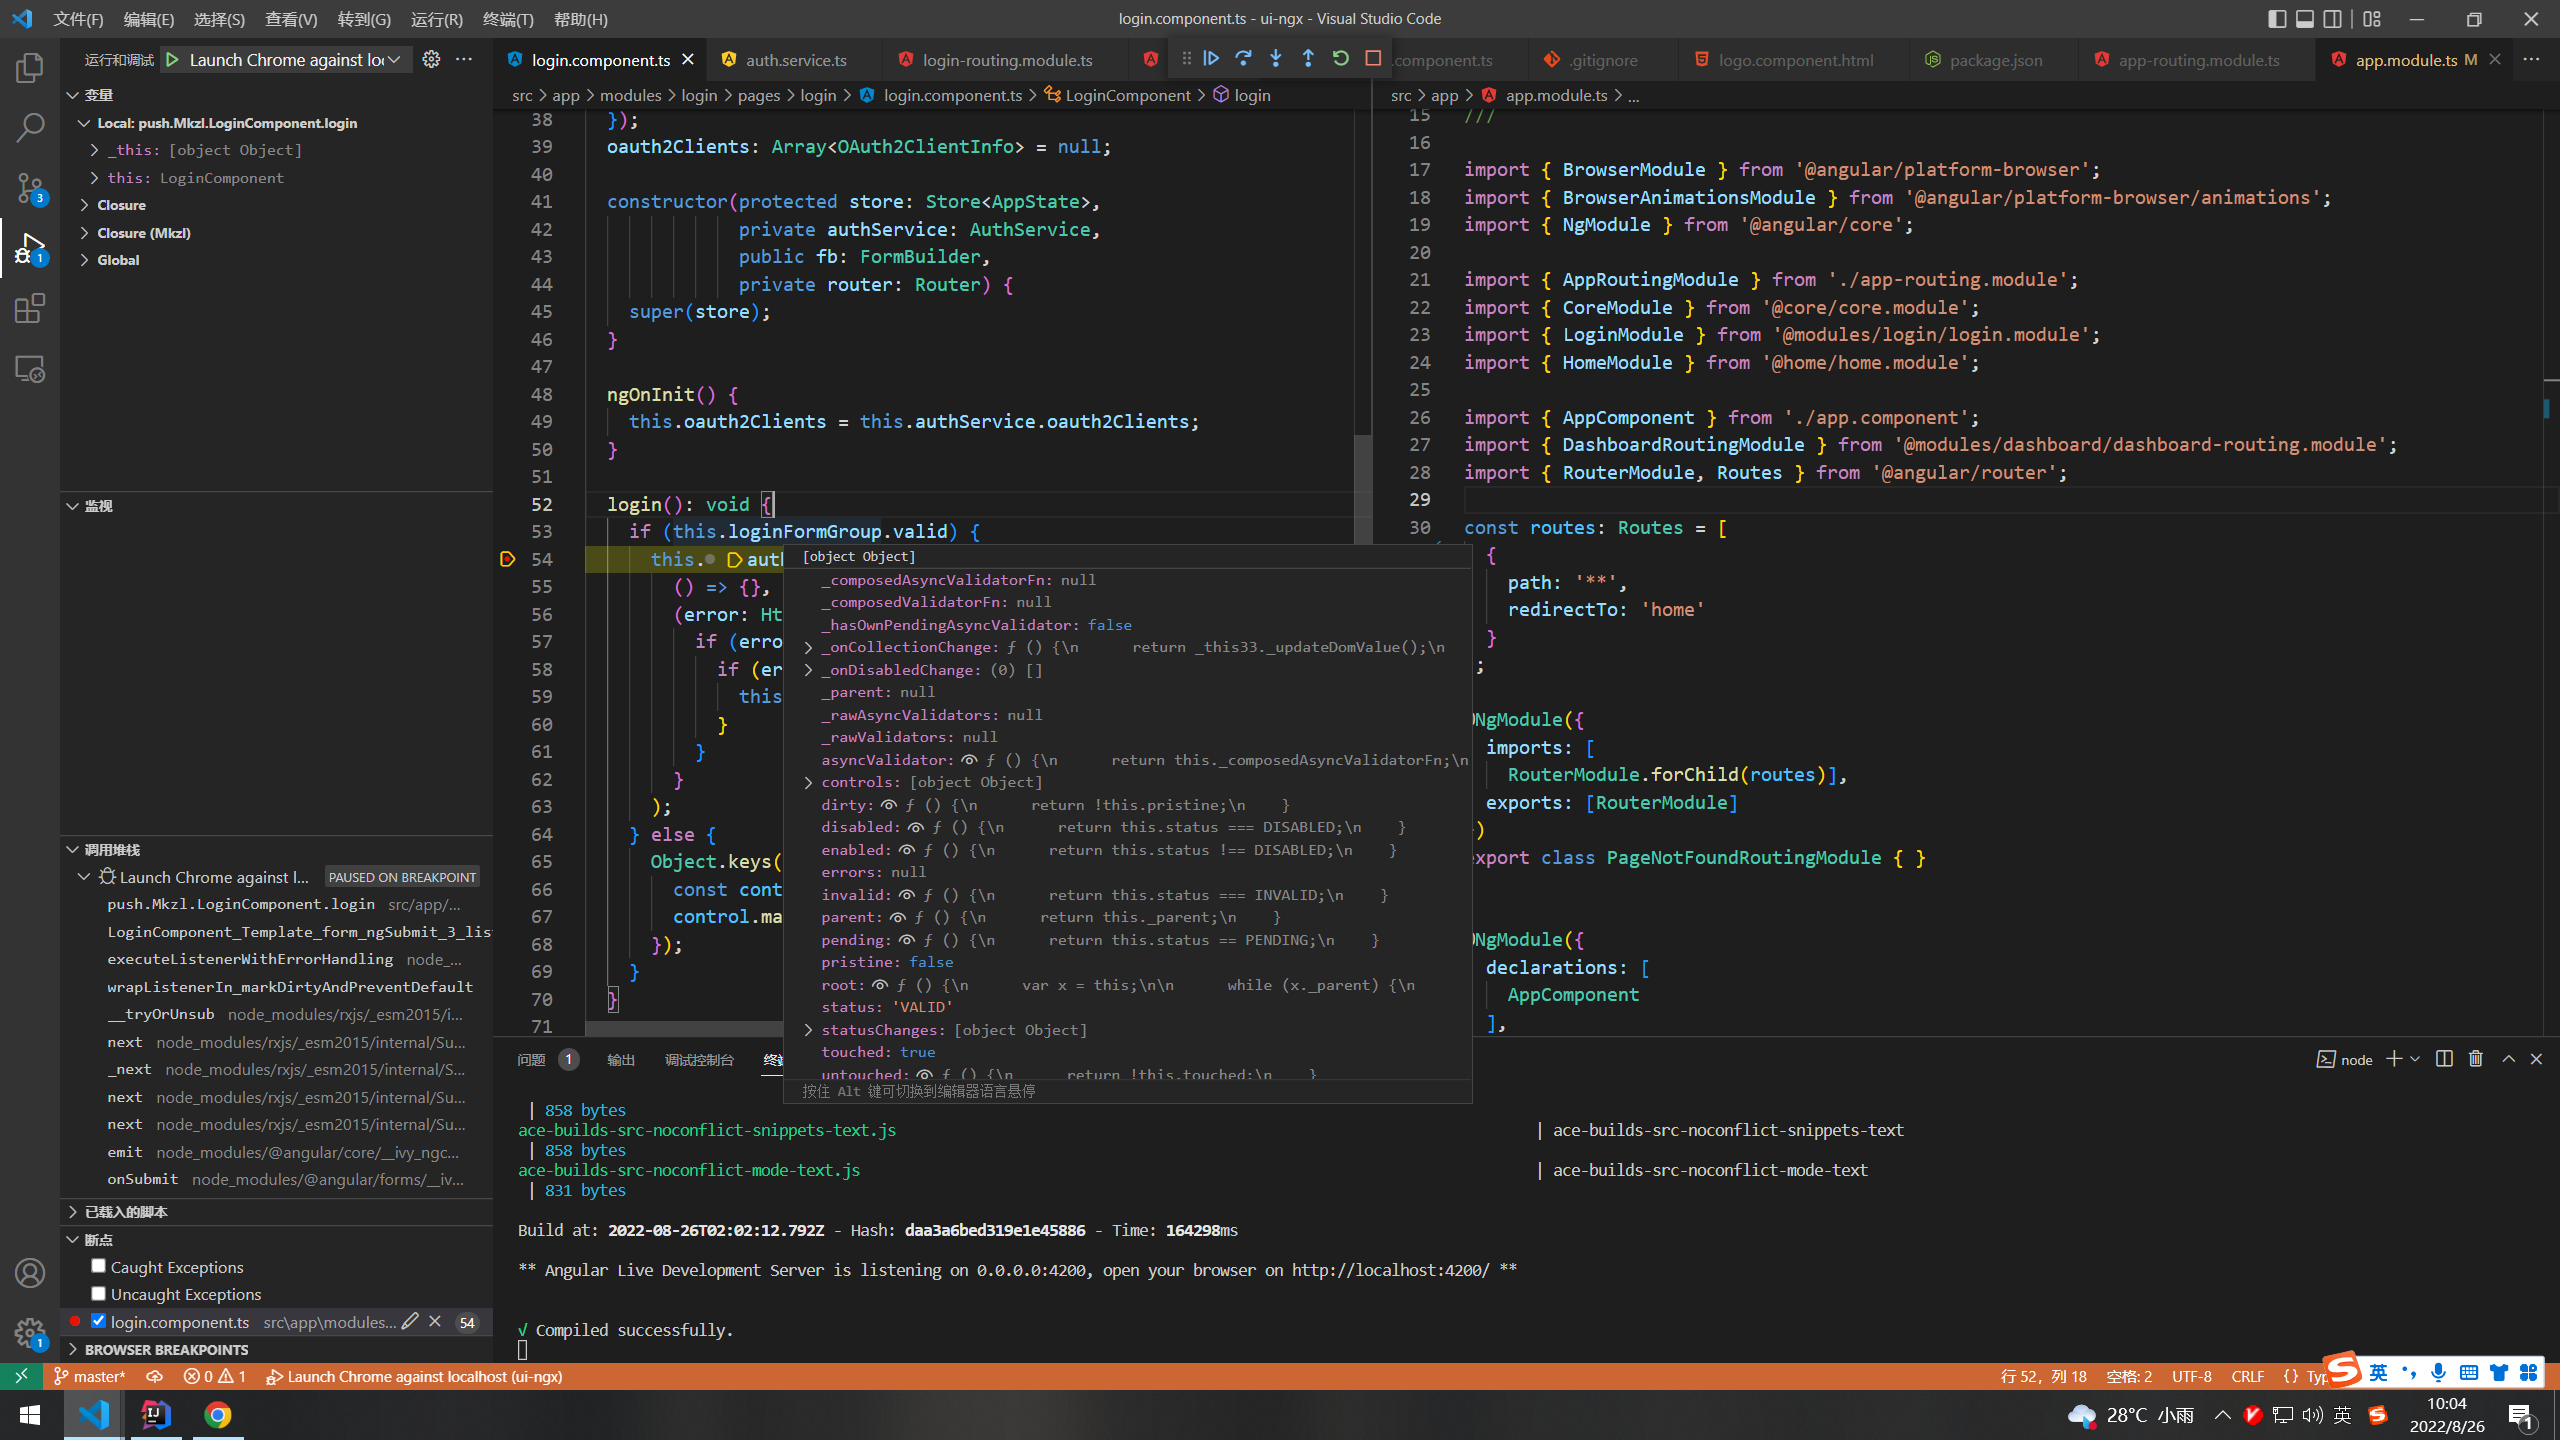 文件(F) 编辑(E) 选择(S) 查看(V) 转到(G) 运行(R) 终端(T) 帮助(H)
login.component.ts - ui-ngx - Visual Studio Code
运行和调试 Launch Chrome against loc
login.component.ts
auth.service.ts
login-routing.module.ts
.component.ts
.gitignore
logo.component.html
package.json
app-routing.module.ts
app.module.ts M
变量
Local: push.Mkzl.LoginComponent.login
_this: [object Object]
this: LoginComponent
Closure
Closure (Mkzl)
Global
监视
调用堆栈
Launch Chrome against l... PAUSED ON BREAKPOINT
push.Mkzl.LoginComponent.login src/app/...
LoginComponent_Template_form_ngSubmit_3_lis
executeListenerWithErrorHandling node_...
wrapListenerIn_markDirtyAndPreventDefault
__tryOrUnsub node_modules/rxjs/_esm2015/i...
next node_modules/rxjs/_esm2015/internal/Su...
_next node_modules/rxjs/_esm2015/internal/S...
next node_modules/rxjs/_esm2015/internal/Su...
next node_modules/rxjs/_esm2015/internal/Su...
emit node_modules/@angular/core/__ivy_ngc...
onSubmit node_modules/@angular/forms/__iv...
已载入的脚本
断点
Caught Exceptions
Uncaught Exceptions
login.component.ts src\app\modules... 54
BROWSER BREAKPOINTS
3
1
1
src > app > modules > login > pages > login > login.component.ts > LoginComponent > login
38 });
39 oauth2Clients: Array<OAuth2ClientInfo> = null;
40
41 constructor(protected store: Store<AppState>,
42 private authService: AuthService,
43 public fb: FormBuilder,
44 private router: Router) {
45 super(store);
46 }
47
48 ngOnInit() {
49 this.oauth2Clients = this.authService.oauth2Clients;
50 }
51
52 login(): void {
53 if (this.loginFormGroup.valid) {
54 this. auth
55 () => {},
56 (error: Ht
57 if (erro
58 if (er
59 this
60 }
61 }
62 }
63 );
64 } else {
65 Object.keys(
66 const cont
67 control.ma
68 });
69 }
70 }
71
[object Object]
_composedAsyncValidatorFn: null
_composedValidatorFn: null
_hasOwnPendingAsyncValidator: false
_onCollectionChange: ƒ () {\n return _this33._updateDomValue();\n
_onDisabledChange: (0) []
_parent: null
_rawAsyncValidators: null
_rawValidators: null
asyncValidator: ƒ () {\n return this._composedAsyncValidatorFn;\n
controls: [object Object]
dirty: ƒ () {\n return !this.pristine;\n }
disabled: ƒ () {\n return this.status === DISABLED;\n }
enabled: ƒ () {\n return this.status !== DISABLED;\n }
errors: null
invalid: ƒ () {\n return this.status === INVALID;\n }
parent: ƒ () {\n return this._parent;\n }
pending: ƒ () {\n return this.status == PENDING;\n }
pristine: false
root: ƒ () {\n var x = this;\n\n while (x._parent) {\n
status: 'VALID'
statusChanges: [object Object]
touched: true
untouched: ƒ () {\n return !this.touched;\n }
按住 Alt 键可切换到编辑器语言悬停
src > app > app.module.ts > ...
15 ///
16
17 import { BrowserModule } from '@angular/platform-browser';
18 import { BrowserAnimationsModule } from '@angular/platform-browser/animations';
19 import { NgModule } from '@angular/core';
20
21 import { AppRoutingModule } from './app-routing.module';
22 import { CoreModule } from '@core/core.module';
23 import { LoginModule } from '@modules/login/login.module';
24 import { HomeModule } from '@home/home.module';
25
26 import { AppComponent } from './app.component';
27 import { DashboardRoutingModule } from '@modules/dashboard/dashboard-routing.module';
28 import { RouterModule, Routes } from '@angular/router';
29
30 const routes: Routes = [
{
path: '**',
redirectTo: 'home'
}
;
NgModule({
imports: [
RouterModule.forChild(routes)],
exports: [RouterModule]
)
export class PageNotFoundRoutingModule { }
NgModule({
declarations: [
AppComponent
],
问题 1 输出 调试控制台 终端
node
| 858 bytes
ace-builds-src-noconflict-snippets-text.js | ace-builds-src-noconflict-snippets-text
| 858 bytes
ace-builds-src-noconflict-mode-text.js | ace-builds-src-noconflict-mode-text
| 831 bytes
Build at: 2022-08-26T02:02:12.792Z - Hash: daa3a6bed319e1e45886 - Time: 164298ms
** Angular Live Development Server is listening on 0.0.0.0:4200, open your browser on http://localhost:4200/ **
√ Compiled successfully.
master* 0 1 Launch Chrome against localhost (ui-ngx)
行 52，列 18 空格: 2 UTF-8 CRLF {} Typ
英
28°C 小雨 英
10:04
2022/8/26
1